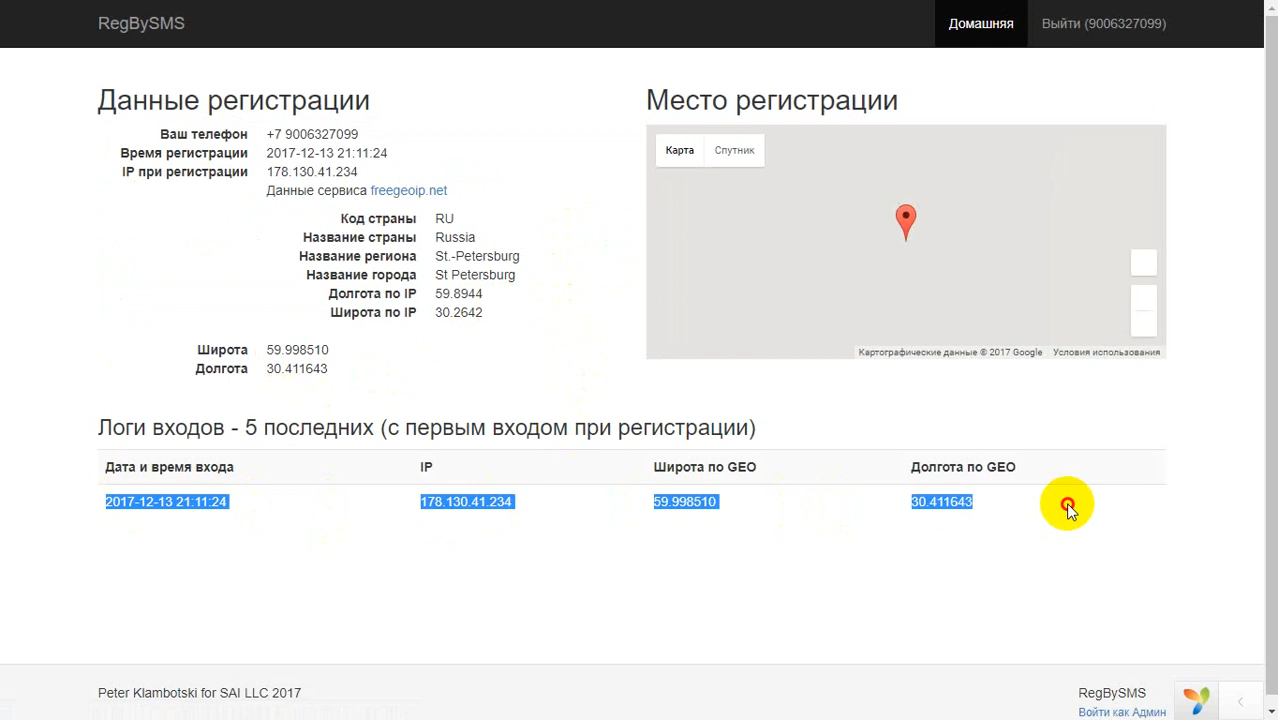 RegBySMS
Домашняя
Выйти (9006327099)
Данные регистрации
Ваш телефон +7 9006327099
Время регистрации 2017-12-13 21:11:24
IP при регистрации 178.130.41.234
Данные сервиса freegeoip.net
Код страны RU
Название страны Russia
Название региона St.-Petersburg
Название города St Petersburg
Долгота по IP 59.8944
Широта по IP 30.2642
Широта 59.998510
Долгота 30.411643
Место регистрации
Карта Спутник
Картографические данные © 2017 Google Условия использования
Логи входов - 5 последних (с первым входом при регистрации)
Дата и время входа IP Широта по GEO Долгота по GEO
2017-12-13 21:11:24 178.130.41.234 59.998510 30.411643
Peter Klambotski for SAI LLC 2017
RegBySMS
Войти как Админ